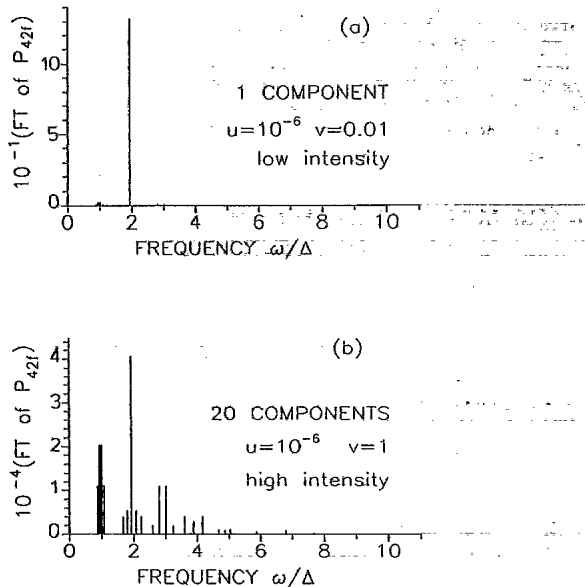 (a)
10
5
0
10⁻¹(FT of P₄₂f)
1 COMPONENT
u=10⁻⁶ v=0.01
low intensity
0 2 4 6 8 10
FREQUENCY ω/Δ
(b)
4
3
2
1
0
10⁻⁴(FT of P₄₂f)
20 COMPONENTS
u=10⁻⁶ v=1
high intensity
0 2 4 6 8 10
FREQUENCY ω/Δ